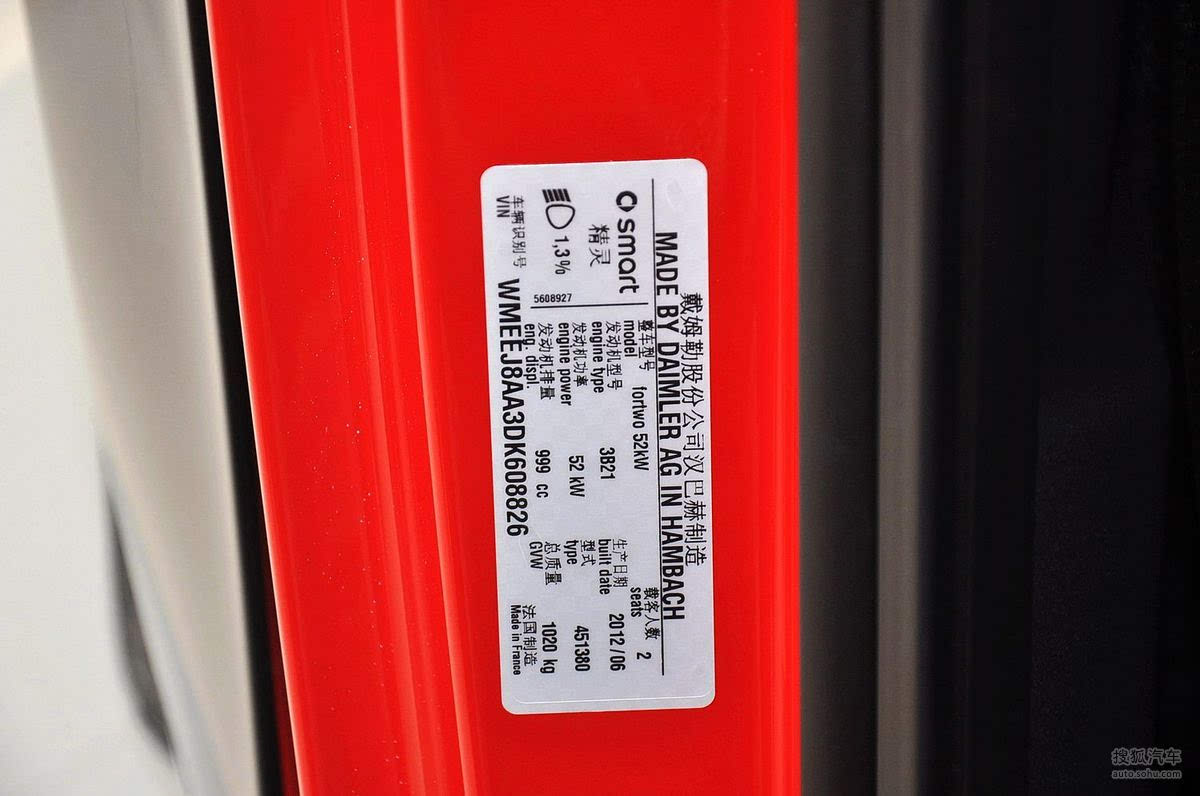 戴姆勒股份公司汉巴赫制造
MADE BY DAIMLER AG IN HAMBACH
smart
精灵
1,3%
5608927
整车型号
model fortwo 52kW
载客人数
seats 2
发动机型号
engine type 3B21
生产日期
built date 2012/06
发动机功率
engine power 52 kW
型式
type 451380
发动机排量
eng. displ. 999 cc
总质量
GVW 1020 kg
车辆识别号
VIN WMEEJ8AA3DK608826
法国制造
Made in France
搜狐汽车
auto.sohu.com